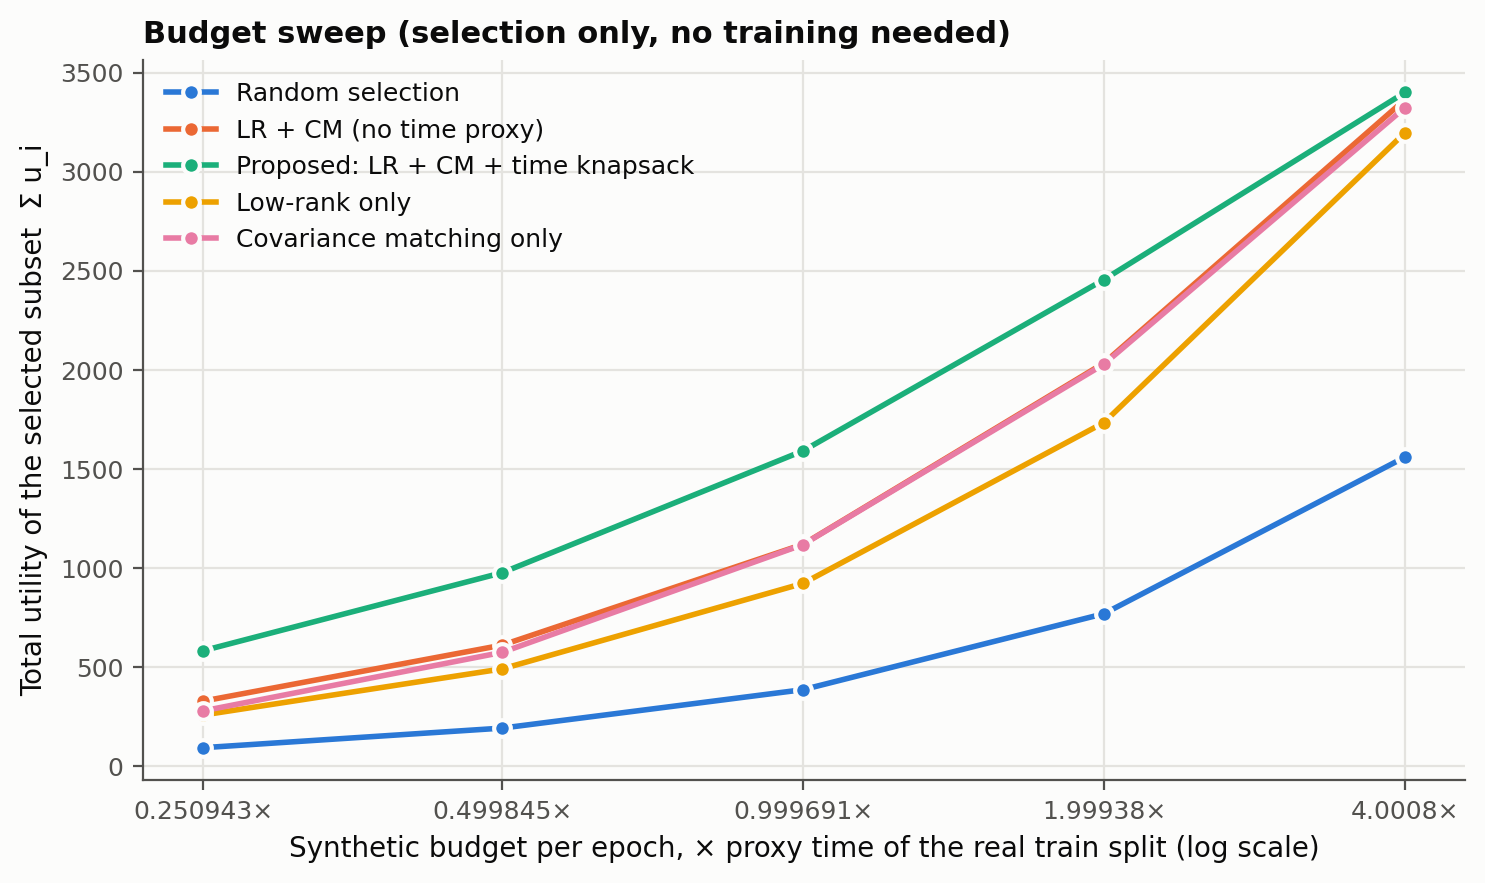 Budget sweep (selection only, no training needed)
Total utility of the selected subset Σ u_i
3500
3000
2500
2000
1500
1000
500
0
Random selection
LR + CM (no time proxy)
Proposed: LR + CM + time knapsack
Low-rank only
Covariance matching only
0.250943×
0.499845×
0.999691×
1.99938×
4.0008×
Synthetic budget per epoch, × proxy time of the real train split (log scale)